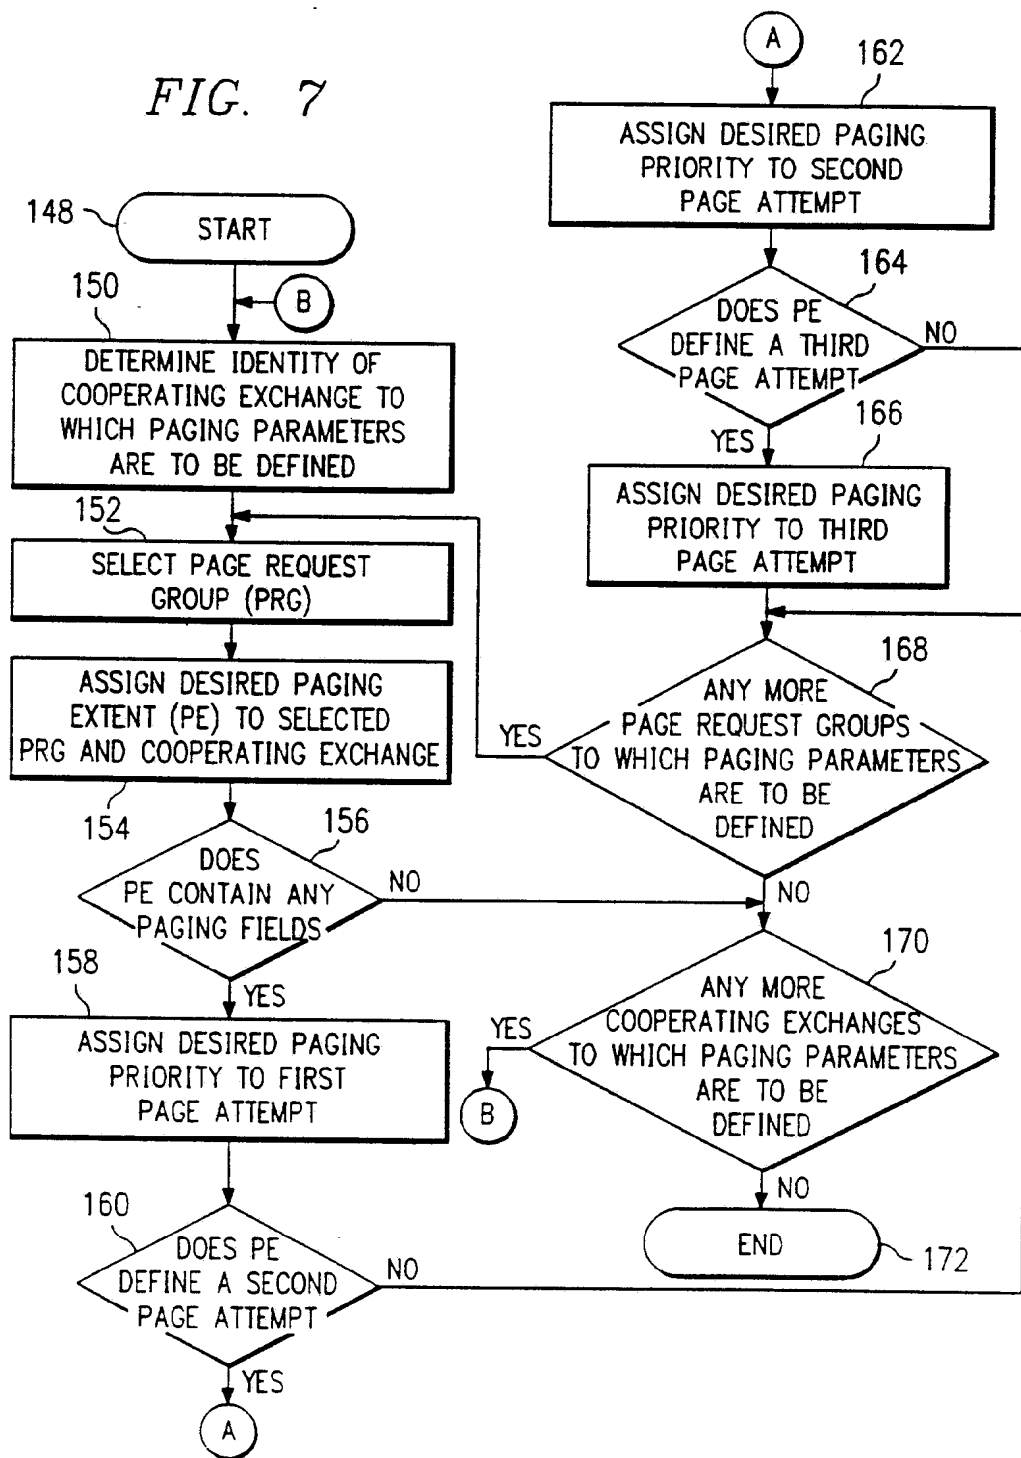 FIG. 7
148
START
B
150
DETERMINE IDENTITY OF
COOPERATING EXCHANGE TO
WHICH PAGING PARAMETERS
ARE TO BE DEFINED
152
SELECT PAGE REQUEST
GROUP (PRG)
ASSIGN DESIRED PAGING
EXTENT (PE) TO SELECTED
PRG AND COOPERATING EXCHANGE
154
156
DOES
PE CONTAIN ANY
PAGING FIELDS
NO
YES
158
ASSIGN DESIRED PAGING
PRIORITY TO FIRST
PAGE ATTEMPT
160
DOES PE
DEFINE A SECOND
PAGE ATTEMPT
NO
YES
A
A
162
ASSIGN DESIRED PAGING
PRIORITY TO SECOND
PAGE ATTEMPT
164
DOES PE
DEFINE A THIRD
PAGE ATTEMPT
NO
YES
166
ASSIGN DESIRED PAGING
PRIORITY TO THIRD
PAGE ATTEMPT
168
ANY MORE
PAGE REQUEST GROUPS
TO WHICH PAGING PARAMETERS
ARE TO BE
DEFINED
YES
NO
170
ANY MORE
COOPERATING EXCHANGES
TO WHICH PAGING PARAMETERS
ARE TO BE
DEFINED
YES
B
NO
END
172